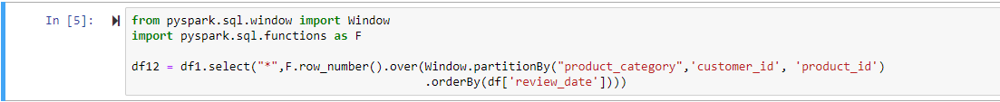 In [5]:
from pyspark.sql.window import Window
import pyspark.sql.functions as F
df12 = df1.select("*",F.row_number().over(Window.partitionBy("product_category",'customer_id', 'product_id')
.orderBy(df['review_date'])))